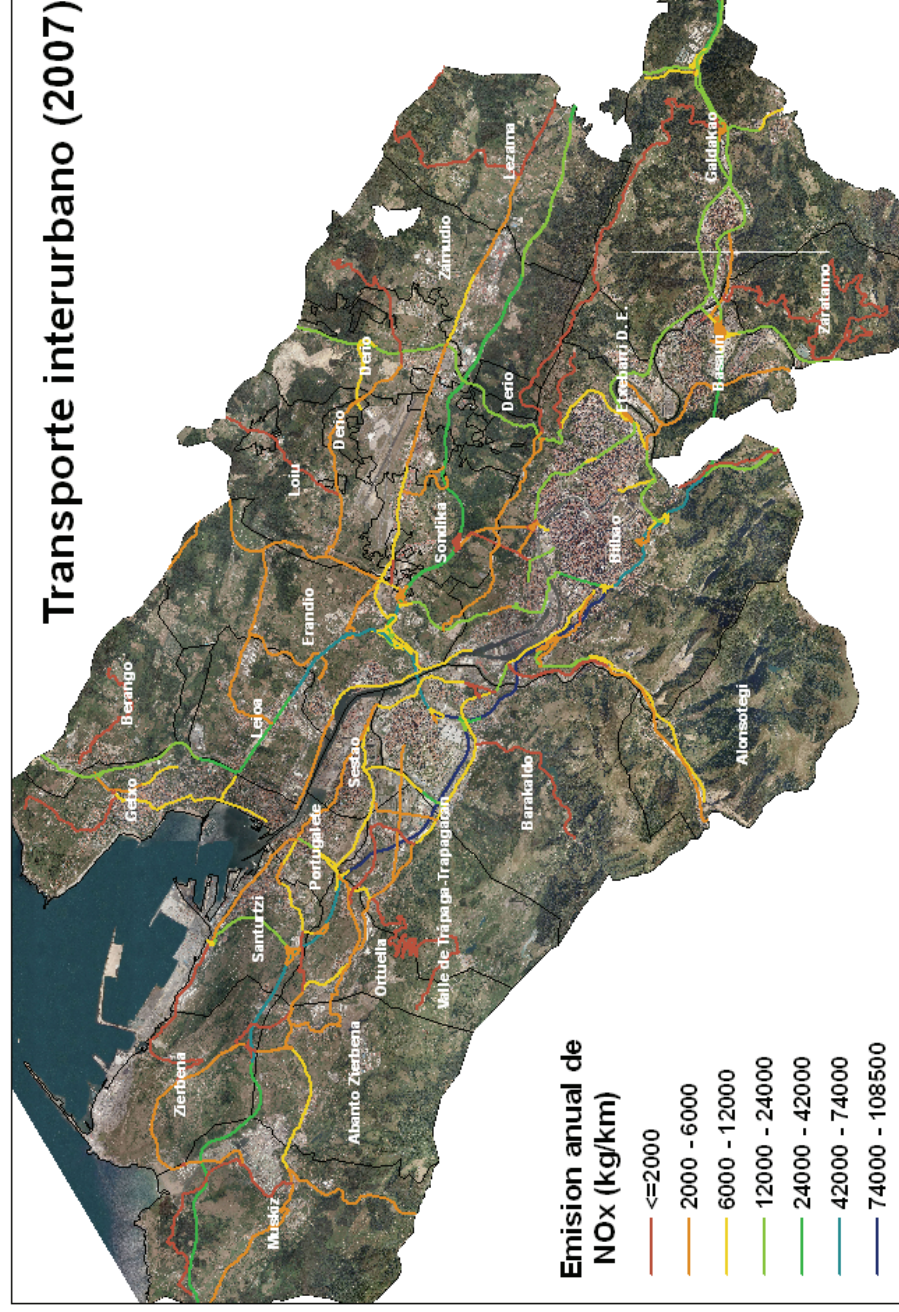 Transporte interurbano (2007)
Getxo
Berango
Leioa
Erandio
Loiu
Derio
Derio
Zamudio
Lezama
Zierbena
Santurtzi
Portugalete
Sestao
Sondika
Derio
Etxebarri D. E.
Galdakao
Muskiz
Abanto Zierbena
Ortuella
Valle de Trápaga-Trapagaran
Barakaldo
Bilbao
Basauri
Zaratamo
Alonsotegi
Emision anual de
NOx (kg/km)
<=2000
2000 - 6000
6000 - 12000
12000 - 24000
24000 - 42000
42000 - 74000
74000 - 108500